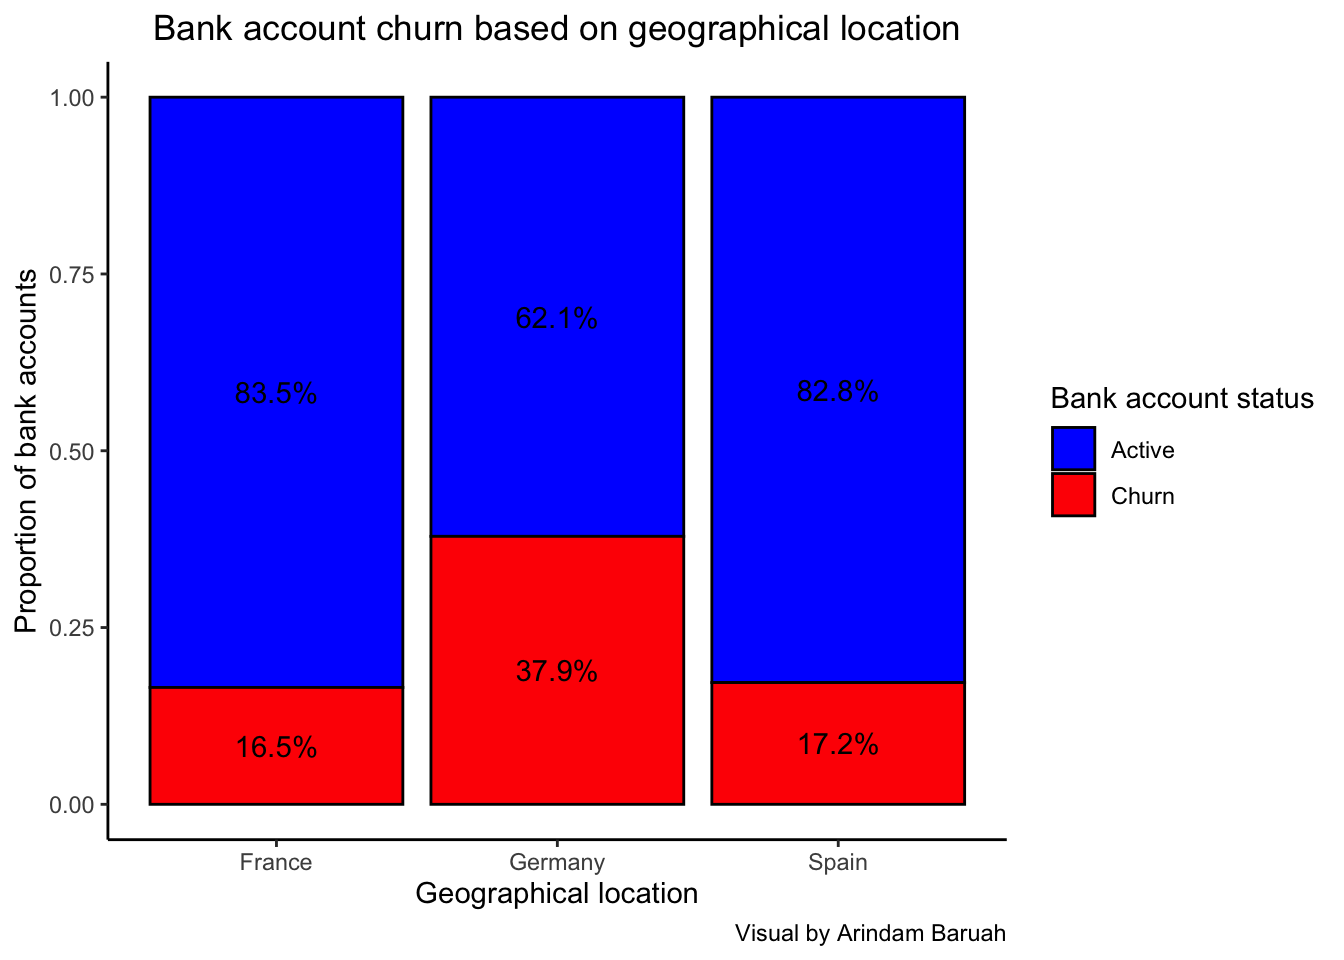 Bank account churn based on geographical location
Proportion of bank accounts
1.00
0.75
0.50
0.25
0.00
83.5%
62.1%
82.8%
16.5%
37.9%
17.2%
France Germany Spain
Geographical location
Bank account status
Active
Churn
Visual by Arindam Baruah